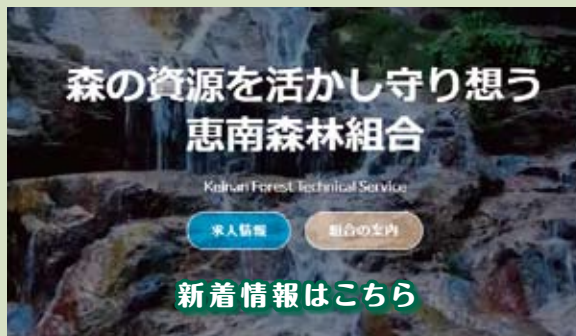 森の資源を活かし守り想う
恵南森林組合
Keinan Forest Technical Service
求人情報
組合の案内
新着情報はこちら